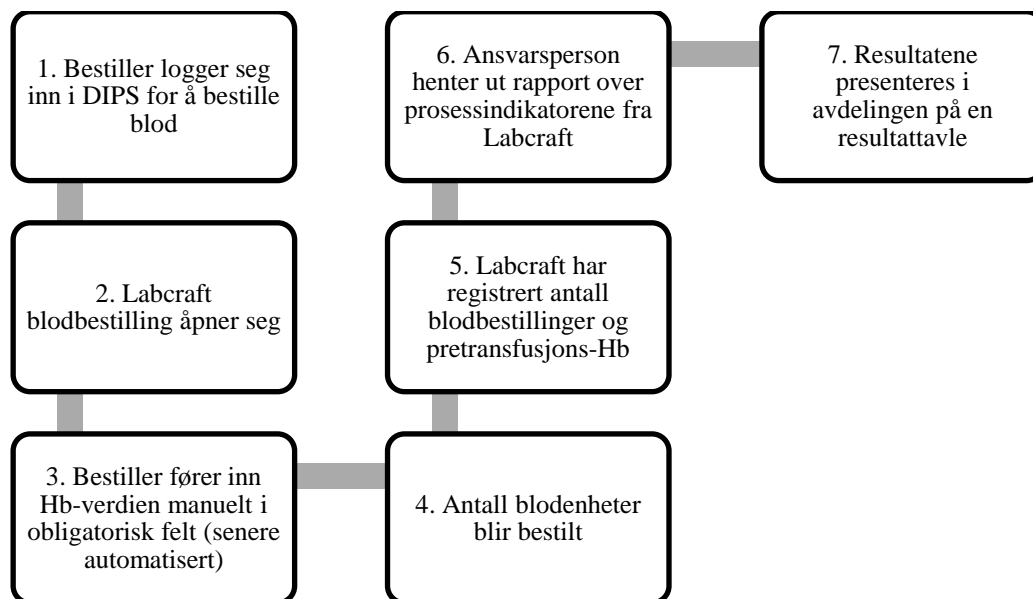 1. Bestiller logger seg
inn i DIPS for å bestille
blod
2. Labcraft
blodbestilling åpner seg
3. Bestiller fører inn
Hb-verdien manuelt i
obligatorisk felt (senere
automatisert)
4. Antall blodenheter
blir bestilt
5. Labcraft har
registrert antall
blodbestillinger og
pretransfusjons-Hb
6. Ansvarsperson
henter ut rapport over
prosessindikatorene fra
Labcraft
7. Resultatene
presenteres i
avdelingen på en
resultattavle